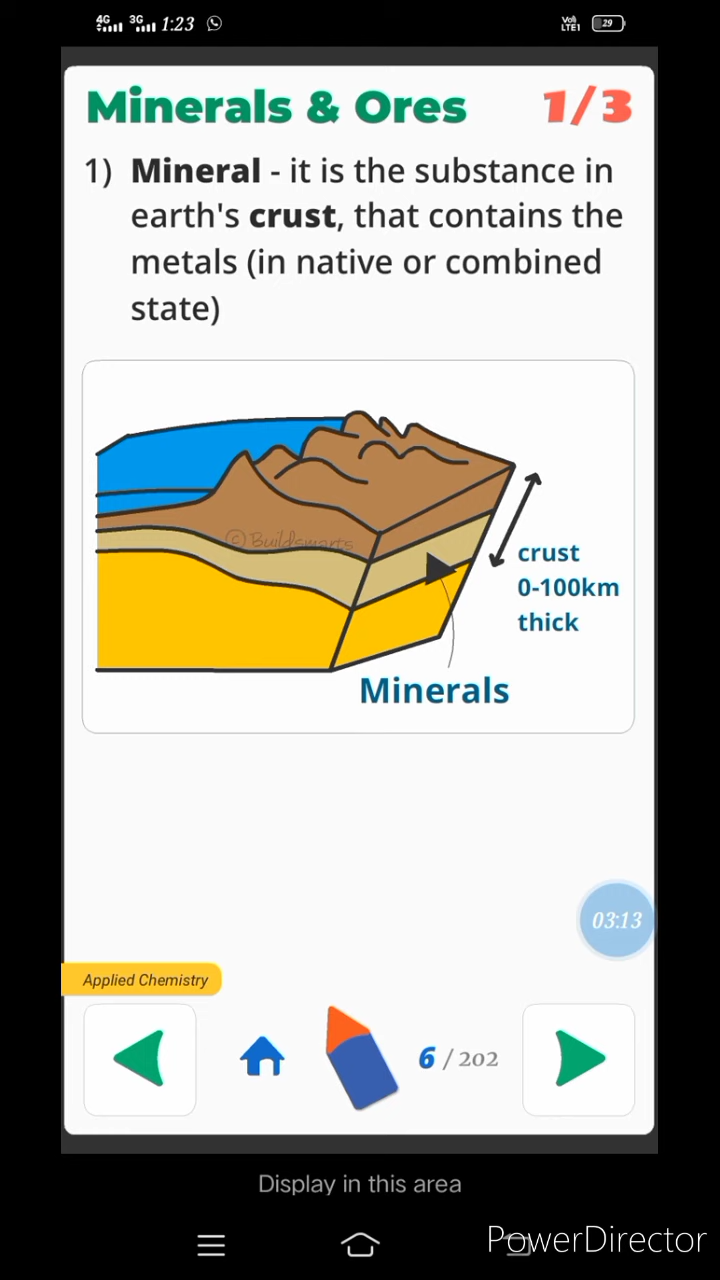 4G 3G 1:23 Volt LTE1 29
Minerals & Ores 1/3
1) Mineral - it is the substance in
earth's crust, that contains the
metals (in native or combined
state)
© Buildsmarts
crust
0-100km
thick
Minerals
03:13
Applied Chemistry
6 / 202
Display in this area
PowerDirector